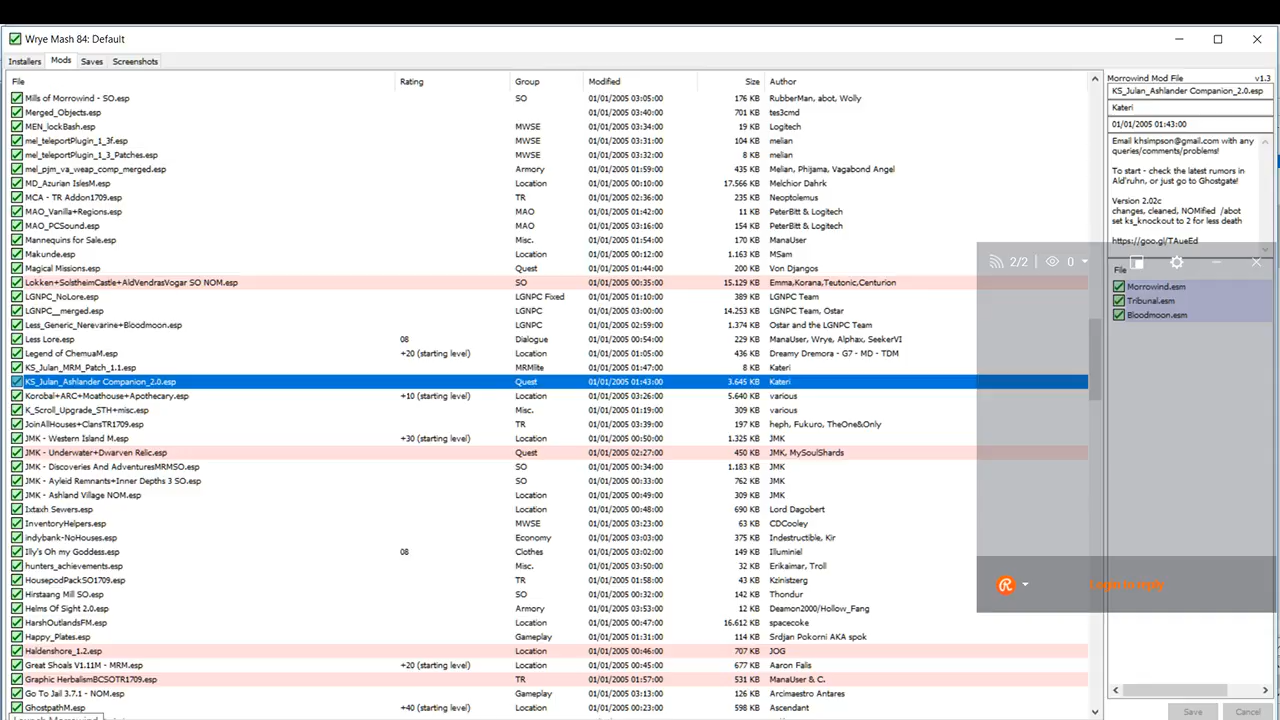 Wrye Mash 84: Default
Installers Mods Saves Screenshots
File Rating Group Modified Size Author
Mills of Morrowind - SO.esp SO 01/01/2005 03:05:00 176 KB RubberMan, abot, Wolly
Merged_Objects.esp 01/01/2005 03:40:00 701 KB tes3cmd
MEN_lockBash.esp MWSE 01/01/2005 03:34:00 19 KB Logitech
mel_teleportPlugin_1_3f.esp MWSE 01/01/2005 03:31:00 104 KB melian
mel_teleportPlugin_1_3_Patches.esp MWSE 01/01/2005 03:32:00 8 KB melian
mel_pjm_va_weap_comp_merged.esp Armory 01/01/2005 01:59:00 435 KB Melian, Phijama, Vagabond Angel
MD_Azurian IslesM.esp Location 01/01/2005 00:10:00 17.566 KB Melchior Dahrk
MCA - TR Addon1709.esp TR 01/01/2005 02:36:00 235 KB Neoptolemus
MAO_Vanilla+Regions.esp MAO 01/01/2005 01:42:00 11 KB PeterBitt & Logitech
MAO_PCSound.esp MAO 01/01/2005 03:16:00 154 KB PeterBitt & Logitech
Mannequins for Sale.esp Misc. 01/01/2005 01:54:00 170 KB ManaUser
Makunde.esp Location 01/01/2005 00:12:00 1.163 KB MSam
Magical Missions.esp Quest 01/01/2005 01:44:00 200 KB Von Djangos
Lokken+SolstheimCastle+AldVendrasVogar SO NOM.esp SO 01/01/2005 00:35:00 15.129 KB Emma,Korana,Teutonic,Centurion
LGNPC_NoLore.esp LGNPC Fixed 01/01/2005 01:10:00 389 KB LGNPC Team
LGNPC__merged.esp LGNPC 01/01/2005 03:00:00 14.253 KB LGNPC Team, Ostar
Less_Generic_Nerevarine+Bloodmoon.esp LGNPC 01/01/2005 02:59:00 1.374 KB Ostar and the LGNPC Team
Less Lore.esp 08 Dialogue 01/01/2005 00:54:00 229 KB ManaUser, Wrye, Alphax, SeekerVI
Legend of ChemuaM.esp +20 (starting level) Location 01/01/2005 01:05:00 436 KB Dreamy Dremora - G7 - MD - TDM
KS_Julan_MRM_Patch_1.1.esp MRMlite 01/01/2005 01:47:00 8 KB Kateri
KS_Julan_Ashlander Companion_2.0.esp Quest 01/01/2005 01:43:00 3.645 KB Kateri
Korobal+ARC+Moathouse+Apothecary.esp +10 (starting level) Location 01/01/2005 03:26:00 5.640 KB various
K_Scroll_Upgrade_STH+misc.esp Misc. 01/01/2005 01:19:00 309 KB various
JoinAllHouses+ClansTR1709.esp TR 01/01/2005 03:39:00 197 KB heph, Fukuro, TheOne&Only
JMK - Western Island M.esp +30 (starting level) Location 01/01/2005 00:50:00 1.325 KB JMK
JMK - Underwater+Dwarven Relic.esp Quest 01/01/2005 02:27:00 450 KB JMK, MySoulShards
JMK - Discoveries And AdventuresMRMSO.esp SO 01/01/2005 00:34:00 1.183 KB JMK
JMK - Ayleid Remnants+Inner Depths 3 SO.esp SO 01/01/2005 00:33:00 762 KB JMK
JMK - Ashland Village NOM.esp Location 01/01/2005 00:49:00 309 KB JMK
Ixtaxh Sewers.esp Location 01/01/2005 00:48:00 690 KB Lord Dagobert
InventoryHelpers.esp MWSE 01/01/2005 03:23:00 63 KB CDCooley
indybank-NoHouses.esp Economy 01/01/2005 03:03:00 375 KB Indestructible, Kir
Illy's Oh my Goddess.esp 08 Clothes 01/01/2005 03:02:00 149 KB Illuminiel
hunters_achievements.esp Misc. 01/01/2005 03:50:00 32 KB Erikaimar, Troll
HousepodPackSO1709.esp TR 01/01/2005 01:58:00 43 KB Kzinistzerg
Hirstaang Mill SO.esp SO 01/01/2005 00:32:00 142 KB Thondur
Helms Of Sight 2.0.esp Armory 01/01/2005 03:53:00 12 KB Deamon2000/Hollow_Fang
HarshOutlandsFM.esp Location 01/01/2005 00:47:00 16.612 KB spacecoke
Happy_Plates.esp Gameplay 01/01/2005 01:31:00 114 KB Srdjan Pokorni AKA spok
Haldenshore_1.2.esp Location 01/01/2005 00:46:00 707 KB JOG
Great Shoals V1.11M - MRM.esp +20 (starting level) Location 01/01/2005 00:45:00 677 KB Aaron Falis
Graphic HerbalismBCSOTR1709.esp TR 01/01/2005 01:57:00 531 KB ManaUser & C.
Go To Jail 3.7.1 - NOM.esp Gameplay 01/01/2005 03:13:00 126 KB Arcimaestro Antares
GhostpathM.esp +40 (starting level) Location 01/01/2005 03:08:00 598 KB Ascendant
Morrowind Mod File v1.3
KS_Julan_Ashlander Companion_2.0.esp
Kateri
01/01/2005 01:43:00
Email khsimpson@gmail.com with any
queries/comments/problems!
To start - check the latest rumors in
Ald'ruhn, or just go to Ghostgate!
Version 2.02c
changes, cleaned, NOMified /abot
set ks_knockout to 2 for less death
https://goo.gl/TAueEd
2/2 0
File
Morrowind.esm
Tribunal.esm
Bloodmoon.esm
Login to reply
Save Cancel